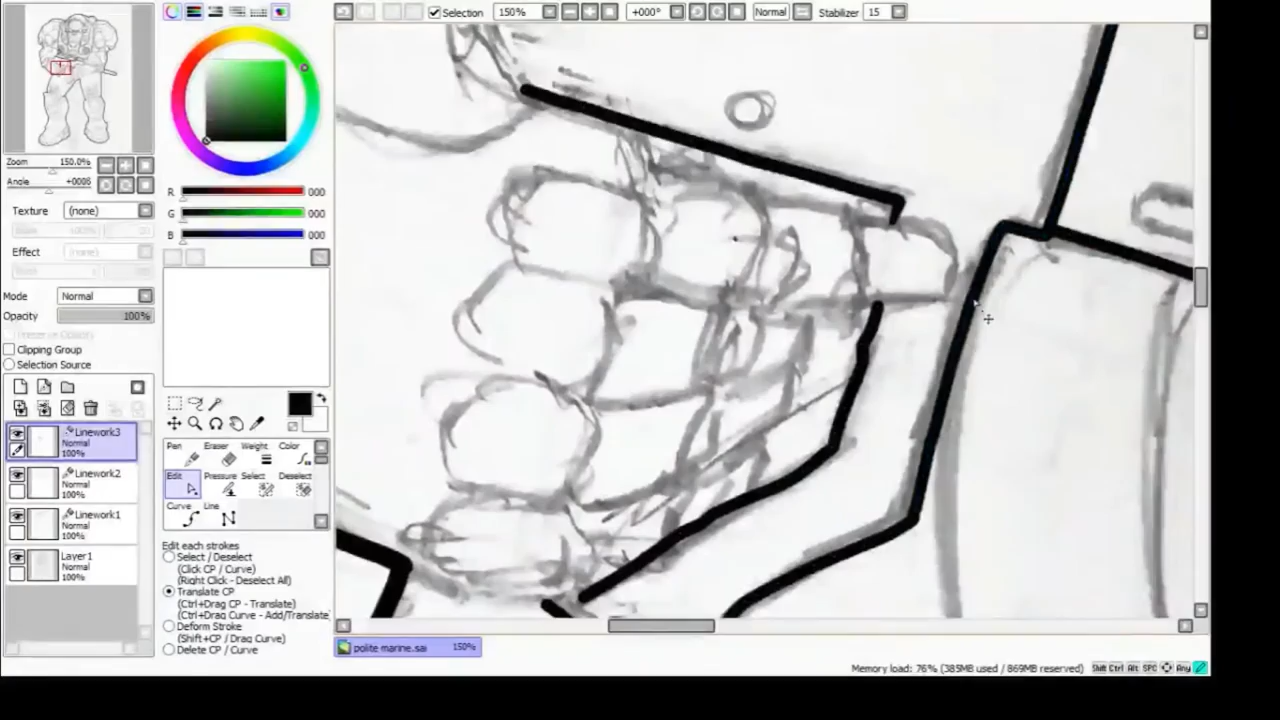 Selection 150% +000° Normal Stabilizer 15
Zoom 150.0%
Angle +000δ
Texture (none)
Effect (none)
Mode Normal
Opacity 100%
Clipping Group
Selection Source
Linework3
Normal
100%
Linework2
Normal
100%
Linework1
Normal
100%
Layer1
Normal
100%
R 000
G 000
B 000
Pen Eraser Weight Color
Edit Pressure Select Deselect
Curve Line
Edit each strokes
Select / Deselect
(Click CP / Curve)
(Right Click - Deselect All)
Translate CP
(Ctrl+Drag CP - Translate)
(Ctrl+Drag Curve - Add/Translate
Deform Stroke
(Shift+CP / Drag Curve)
Delete CP / Curve
polite marine.sai 150%
Memory load: 76% (385MB used / 869MB reserved) Shift Ctrl Alt SPC Any